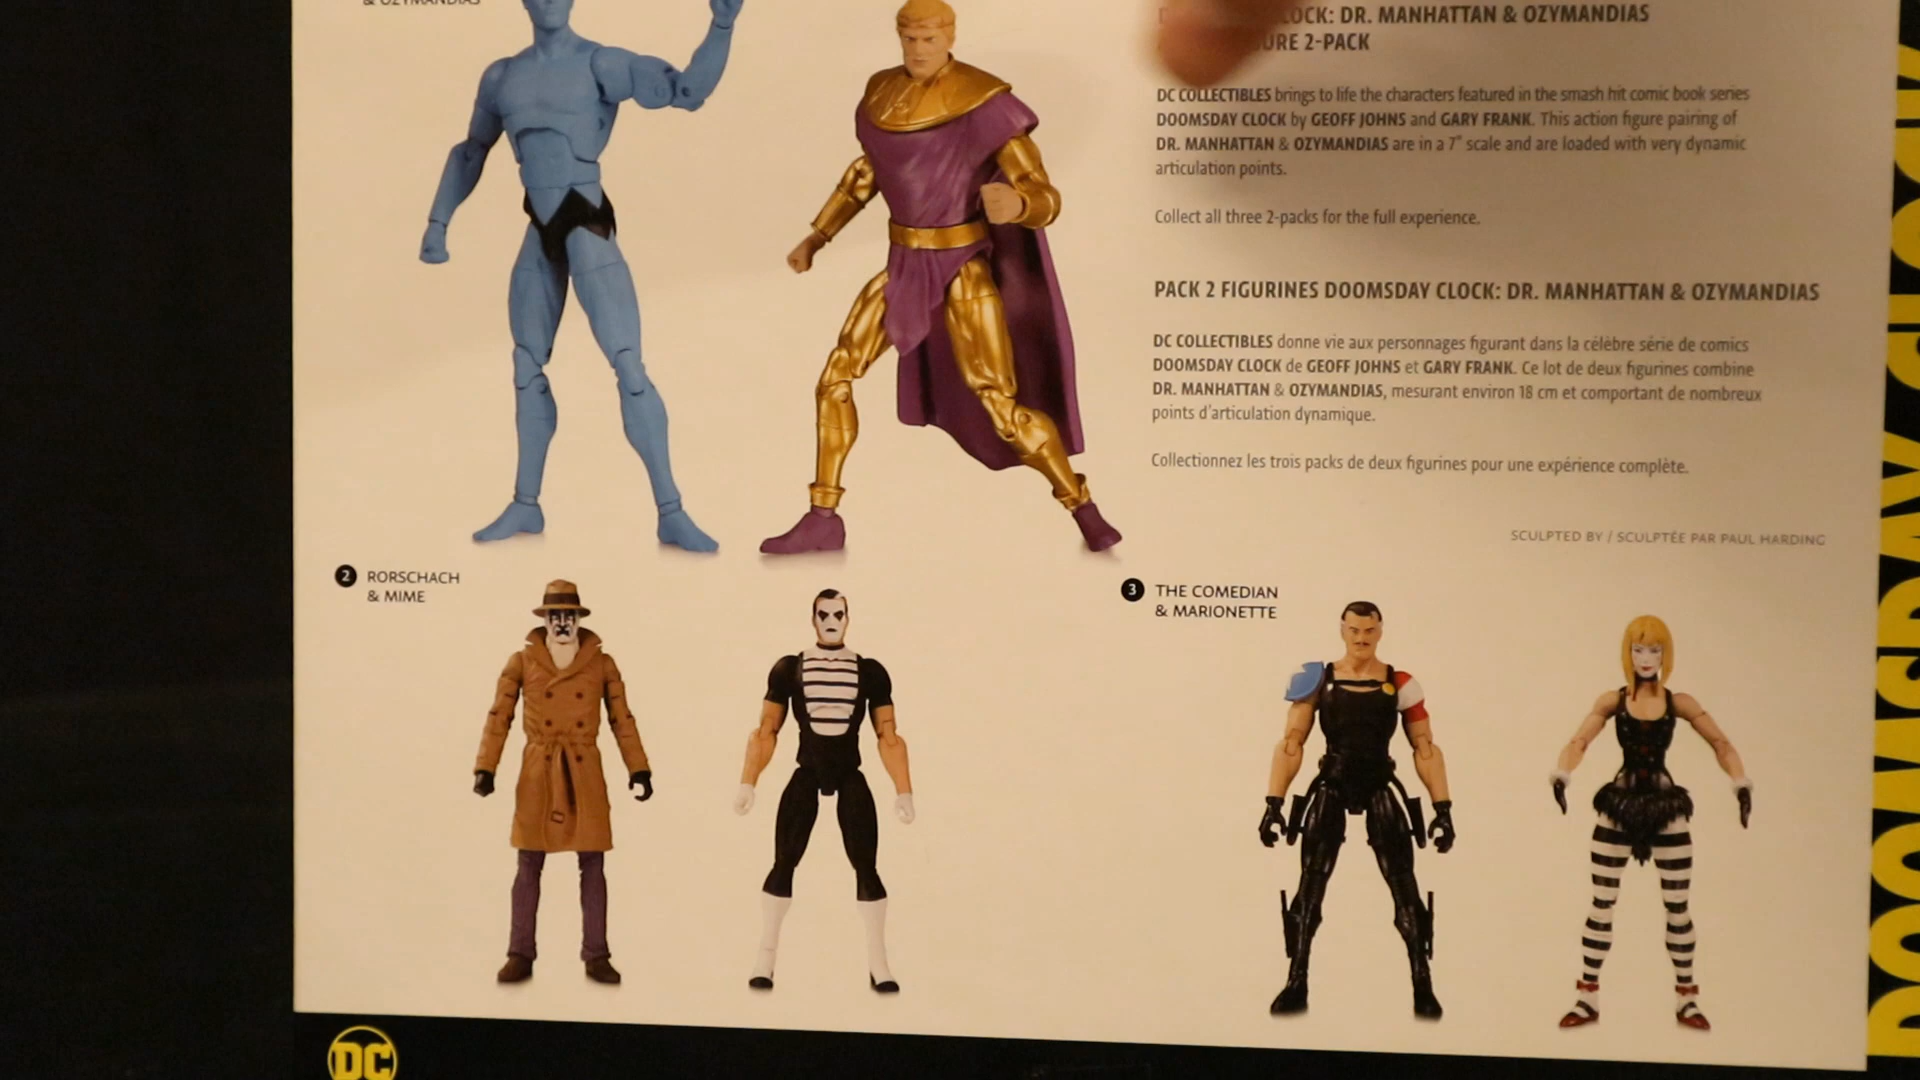 & OZYMANDIAS
CLOCK: DR. MANHATTAN & OZYMANDIAS
2-PACK
DC COLLECTIBLES brings to life the characters featured in the smash hit comic book series
DOOMSDAY CLOCK by GEOFF JOHNS and GARY FRANK. This action figure pairing of
DR. MANHATTAN & OZYMANDIAS are in a 7" scale and are loaded with very dynamic
articulation points.
Collect all three 2-packs for the full experience.
PACK 2 FIGURINES DOOMSDAY CLOCK: DR. MANHATTAN & OZYMANDIAS
DC COLLECTIBLES donne vie aux personnages figurant dans la célèbre série de comics
DOOMSDAY CLOCK de GEOFF JOHNS et GARY FRANK. Ce lot de deux figurines combine
DR. MANHATTAN & OZYMANDIAS, mesurant environ 18 cm et comportant de nombreux
points d'articulation dynamique.
Collectionnez les trois packs de deux figurines pour une expérience complète.
SCULPTED BY / SCULPTÉE PAR PAUL HARDING
2 RORSCHACH
& MIME
3 THE COMEDIAN
& MARIONETTE
DC
DOOMSDAY CLOCK